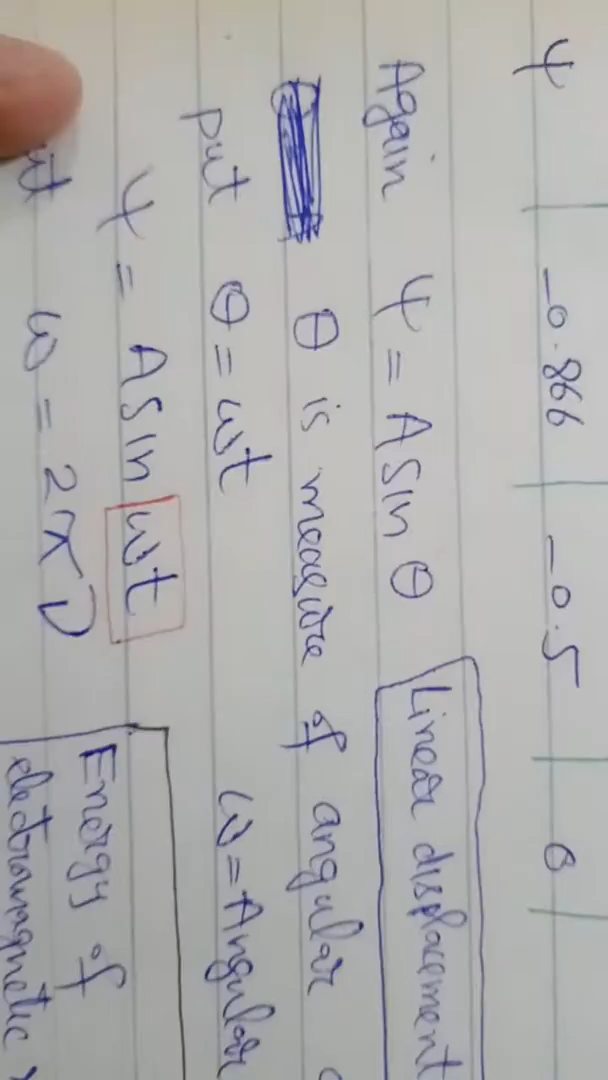 ψ -0.866 -0.5 0
Again ψ = A sin θ Linear displacement
θ is measure of angular
put θ = ωt ω = Angular
ψ = A sin ωt
ω = 2πν
Energy of
electromagnetic